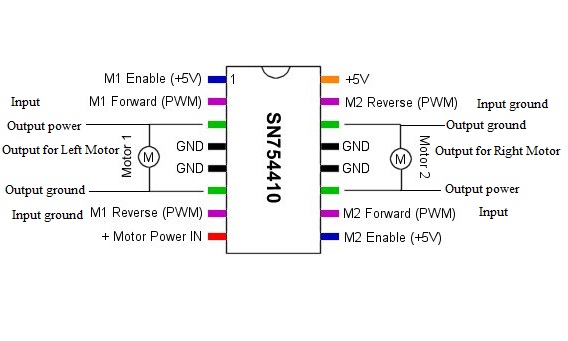 M1 Enable (+5V) 1 +5V
Input M1 Forward (PWM) M2 Reverse (PWM) Input ground
Output power Output ground
Output for Left Motor Motor 1 M GND SN754410 GND M Motor 2 Output for Right Motor
GND GND
Output ground Output power
Input ground M1 Reverse (PWM) M2 Forward (PWM) Input
+ Motor Power IN M2 Enable (+5V)